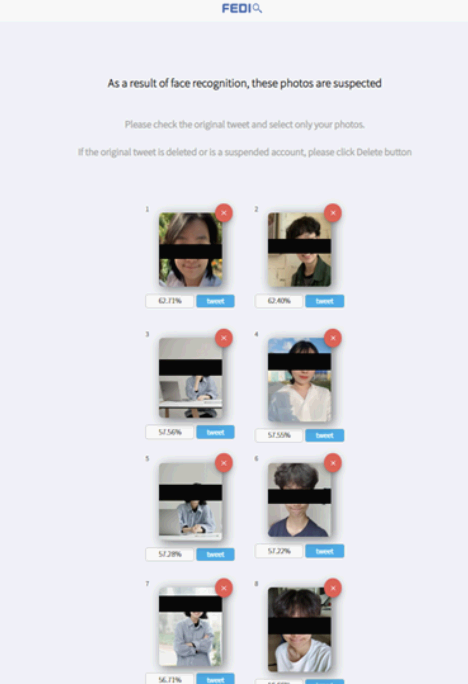 FEDI
As a result of face recognition, these photos are suspected
Please check the original tweet and select only your photos.
If the original tweet is deleted or is a suspended account, please click Delete button
1
2
62.71% tweet
62.40% tweet
3
4
57.56% tweet
57.55% tweet
5
6
57.28% tweet
57.22% tweet
7
8
56.71% tweet
tweet